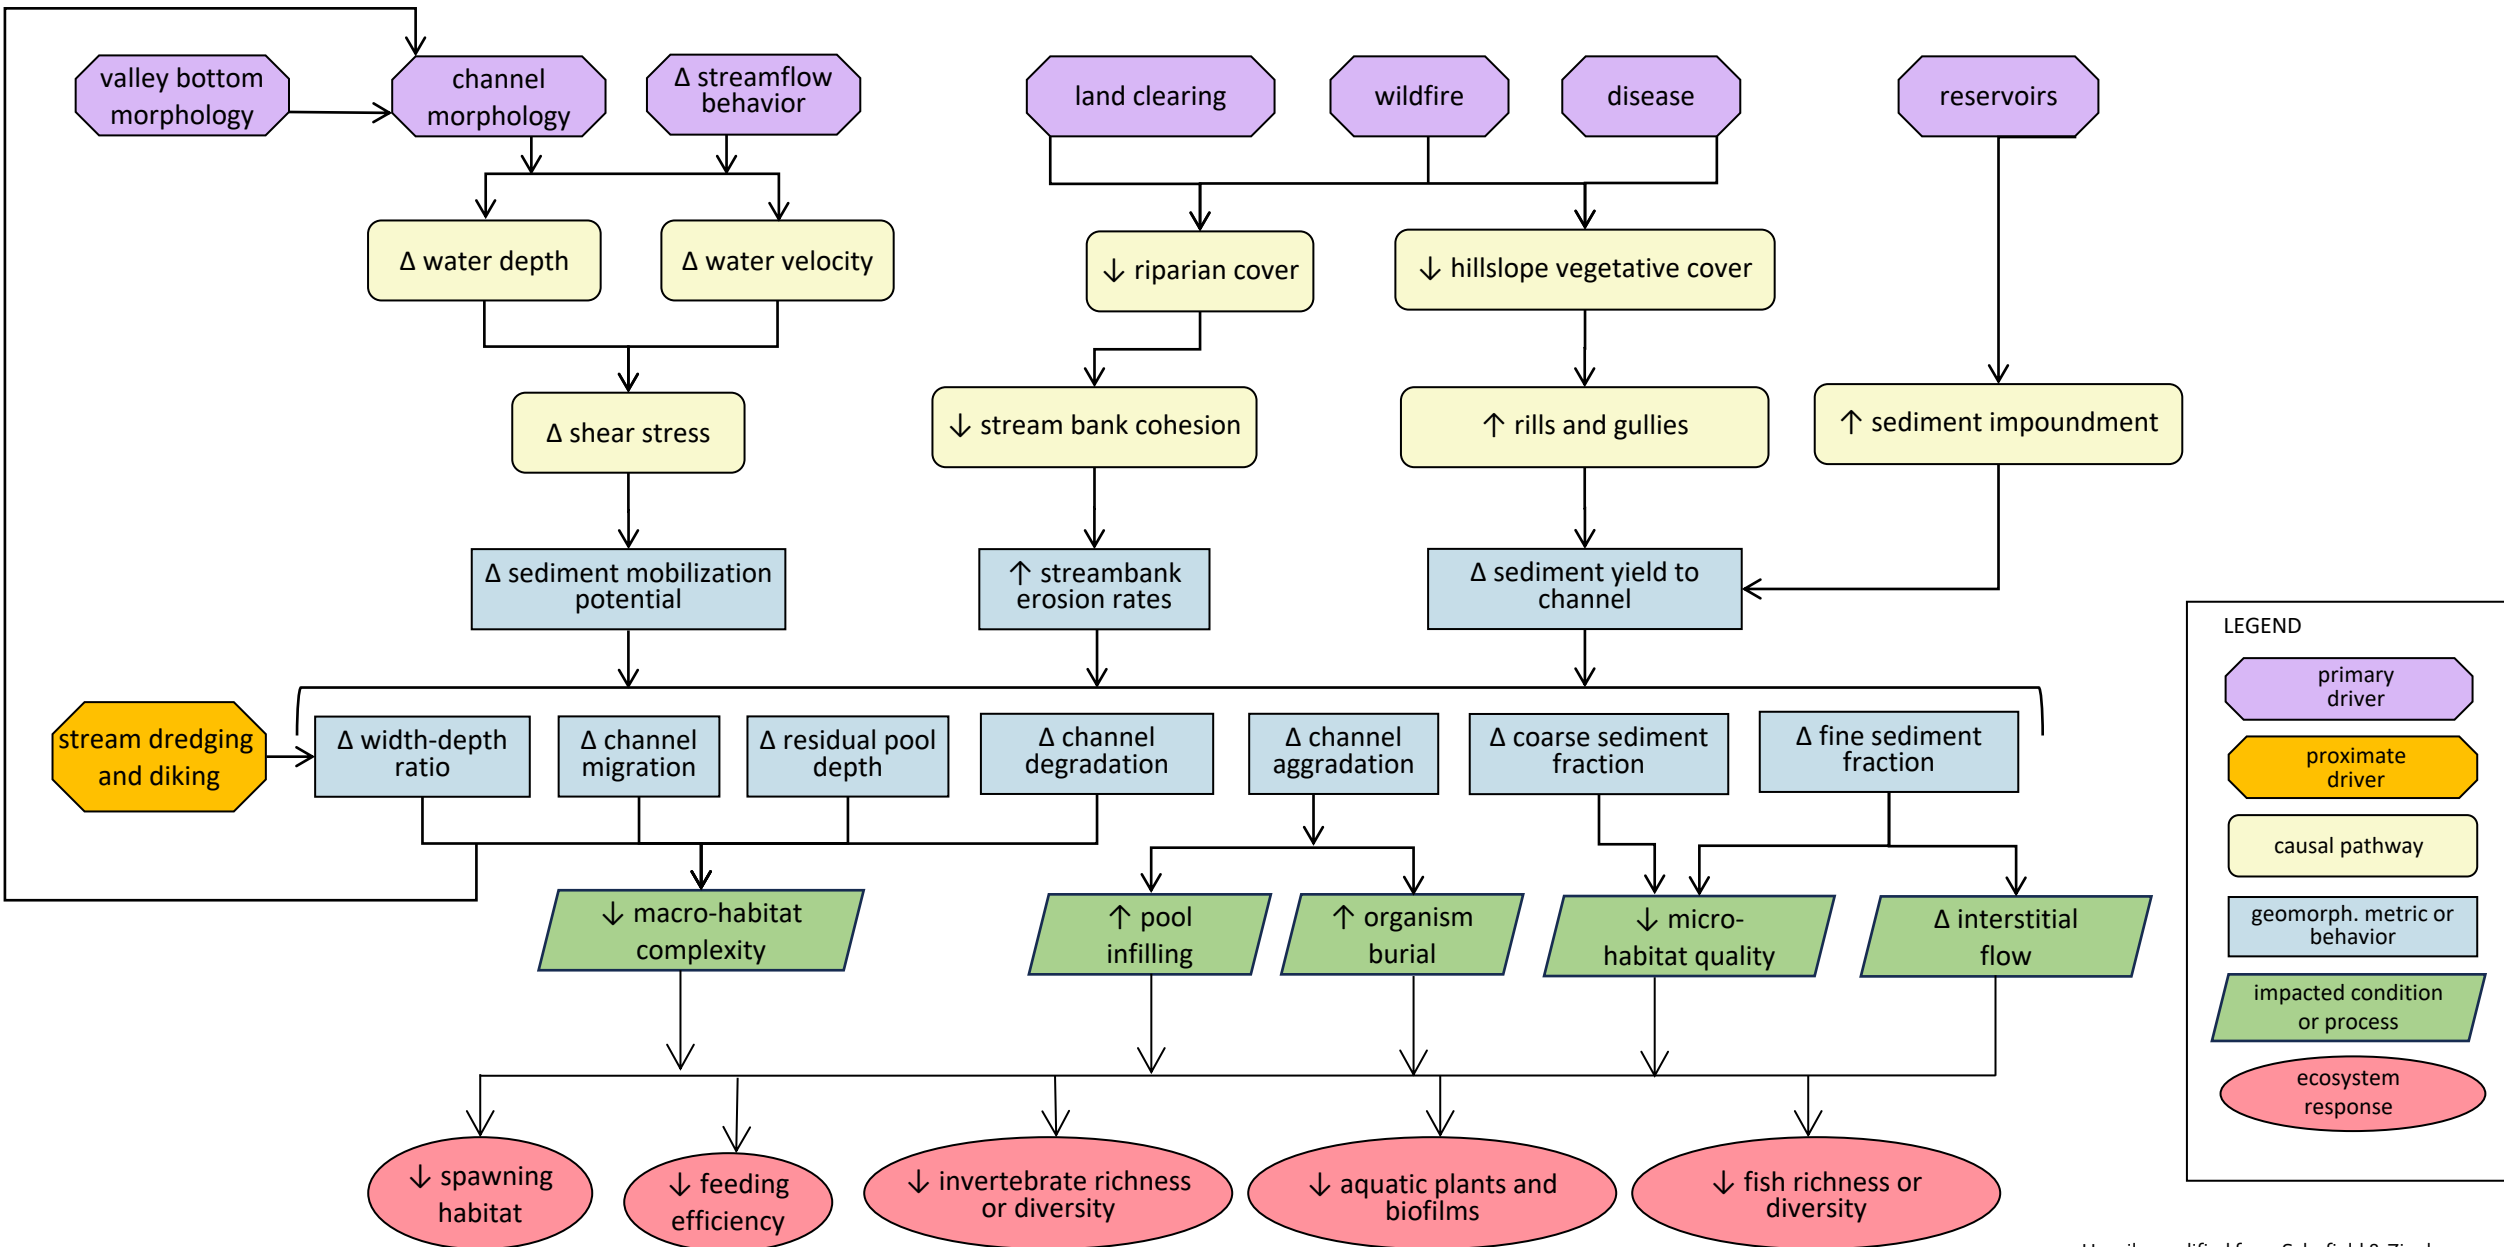 valley bottom
morphology
channel
morphology
Δ streamflow
behavior
land clearing
wildfire
disease
reservoirs
Δ water depth
Δ water velocity
↓ riparian cover
↓ hillslope vegetative cover
Δ shear stress
↓ stream bank cohesion
↑ rills and gullies
↑ sediment impoundment
Δ sediment mobilization
potential
↑ streambank
erosion rates
Δ sediment yield to
channel
stream dredging
and diking
Δ width-depth
ratio
Δ channel
migration
Δ residual pool
depth
Δ channel
degradation
Δ channel
aggradation
Δ coarse sediment
fraction
Δ fine sediment
fraction
↓ macro-habitat
complexity
↑ pool
infilling
↑ organism
burial
↓ micro-
habitat quality
Δ interstitial
flow
↓ spawning
habitat
↓ feeding
efficiency
↓ invertebrate richness
or diversity
↓ aquatic plants and
biofilms
↓ fish richness or
diversity
LEGEND
primary
driver
proximate
driver
causal pathway
geomorph. metric or
behavior
impacted condition
or process
ecosystem
response